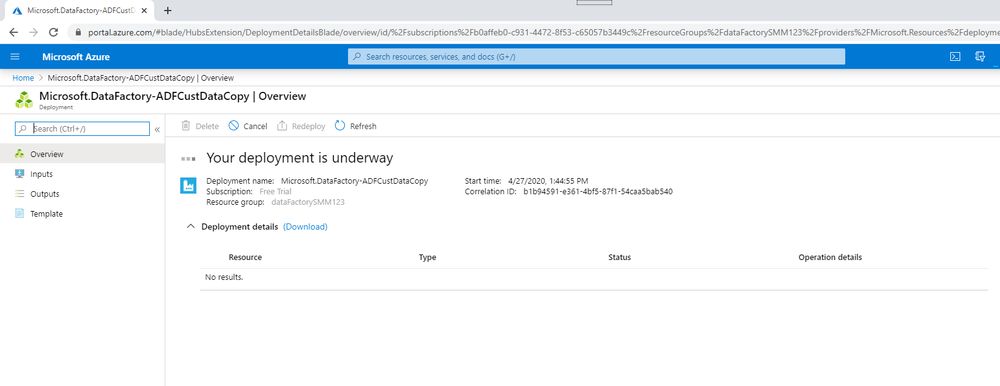 Microsoft.DataFactory-ADFCustD
portal.azure.com/#blade/HubsExtension/DeploymentDetailsBlade/overview/id/%2Fsubscriptions%2Fb0affeb0-c931-4472-8f53-c65057b3449c%2FresourceGroups%2FdataFactorySMM123%2Fproviders%2FMicrosoft.Resources%2Fdeployme
Microsoft Azure
Search resources, services, and docs (G+/)
Home > Microsoft.DataFactory-ADFCustDataCopy | Overview
Microsoft.DataFactory-ADFCustDataCopy | Overview
Deployment
Search (Ctrl+/)
«
Delete Cancel Redeploy Refresh
Overview
Inputs
Outputs
Template
Your deployment is underway
Deployment name: Microsoft.DataFactory-ADFCustDataCopy
Subscription: Free Trial
Resource group: dataFactorySMM123
Start time: 4/27/2020, 1:44:55 PM
Correlation ID: b1b94591-e361-4bf5-87f1-54caa5bab540
Deployment details (Download)
Resource Type Status Operation details
No results.